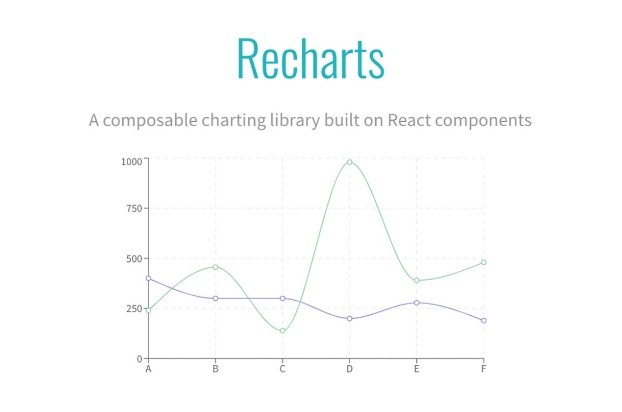 Recharts
A composable charting library built on React components
1000
750
500
250
0
A B C D E F